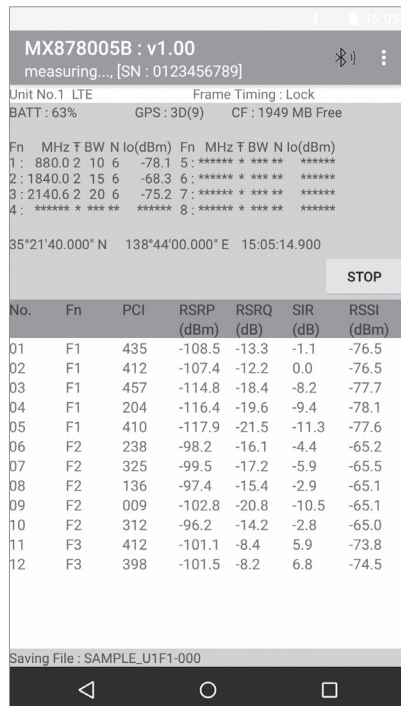 15:05
MX878005B : v1.00
measuring..., [SN : 0123456789]
Unit No.1 LTE Frame Timing : Lock
BATT : 63% GPS : 3D(9) CF : 1949 MB Free
Fn MHz Ŧ BW N Io(dBm) Fn MHz Ŧ BW N Io(dBm)
1 : 880.0 2 10 6 -78.1 5 : ****** * *** ** ******
2 : 1840.0 2 15 6 -68.3 6 : ****** * *** ** ******
3 : 2140.6 2 20 6 -75.2 7 : ****** * *** ** ******
4 : ****** * *** ** ****** 8 : ****** * *** ** ******
35°21'40.000" N 138°44'00.000" E 15:05:14.900
STOP
No. Fn PCI RSRP (dBm) RSRQ (dB) SIR (dB) RSSI (dBm)
01 F1 435 -108.5 -13.3 -1.1 -76.5
02 F1 412 -107.4 -12.2 0.0 -76.5
03 F1 457 -114.8 -18.4 -8.2 -77.7
04 F1 204 -116.4 -19.6 -9.4 -78.1
05 F1 410 -117.9 -21.5 -11.3 -77.6
06 F2 238 -98.2 -16.1 -4.4 -65.2
07 F2 325 -99.5 -17.2 -5.9 -65.5
08 F2 136 -97.4 -15.4 -2.9 -65.1
09 F2 009 -102.8 -20.8 -10.5 -65.1
10 F2 312 -96.2 -14.2 -2.8 -65.0
11 F3 412 -101.1 -8.4 5.9 -73.8
12 F3 398 -101.5 -8.2 6.8 -74.5
Saving File : SAMPLE_U1F1-000